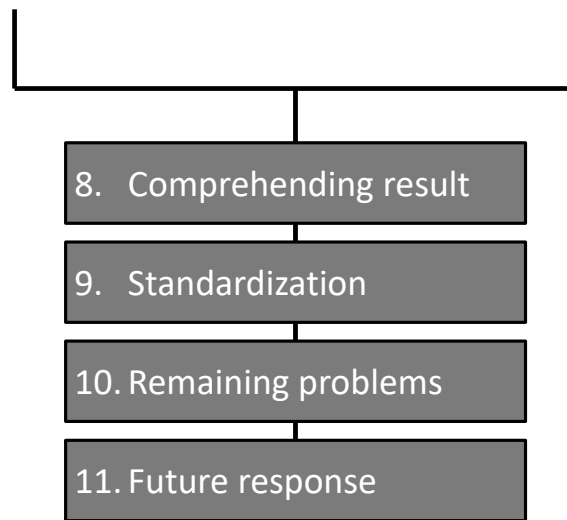 8. Comprehending result
9. Standardization
10. Remaining problems
11. Future response